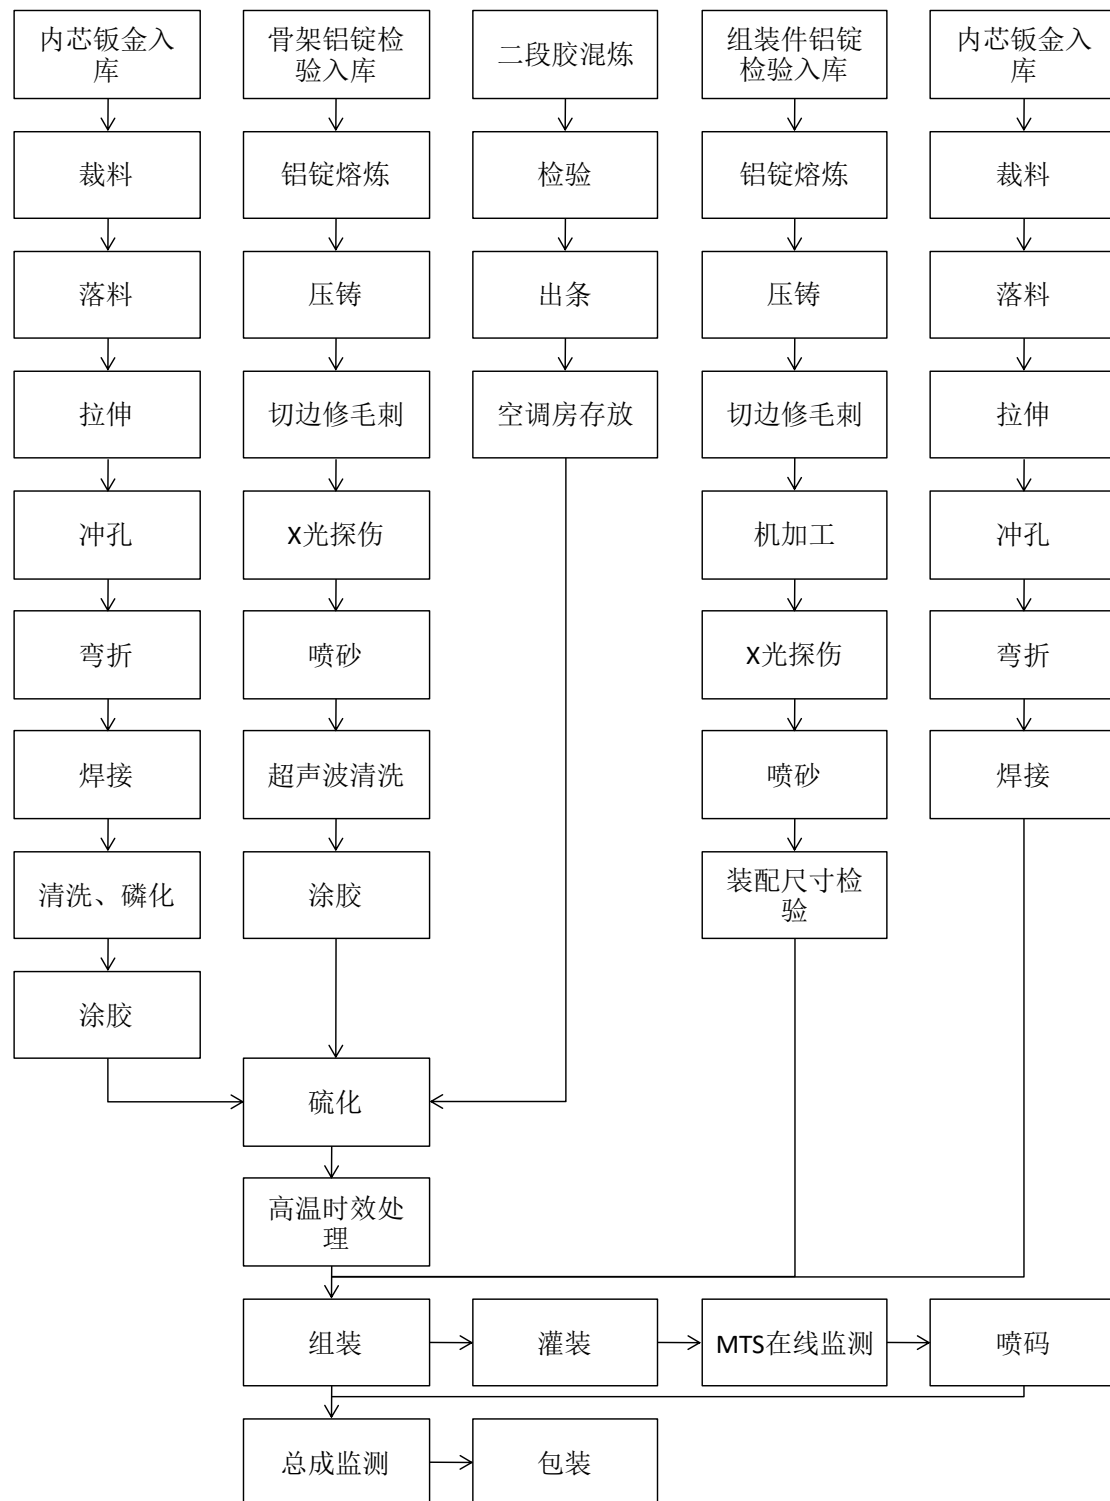 内芯钣金入
库
骨架铝锭检
验入库
二段胶混炼
组装件铝锭
检验入库
内芯钣金入
库
裁料
铝锭熔炼
检验
铝锭熔炼
裁料
落料
压铸
出条
压铸
落料
拉伸
切边修毛刺
空调房存放
切边修毛刺
拉伸
冲孔
X光探伤
机加工
冲孔
弯折
喷砂
X光探伤
弯折
焊接
超声波清洗
喷砂
焊接
清洗、磷化
涂胶
装配尺寸检
验
涂胶
硫化
高温时效处
理
组装
灌装
MTS在线监测
喷码
总成监测
包装